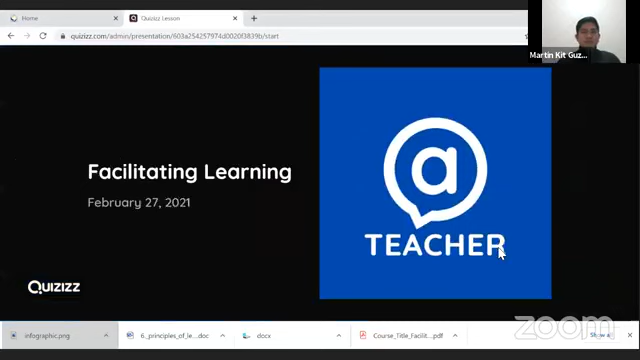 Home
Quizizz Lesson
quizizz.com/admin/presentation/603a254257974d0020f3839b/start
Martin Kit Guz...
Facilitating Learning
February 27, 2021
a
TEACHER
Quizizz
infographic.png
6_principles_of_le....doc
docx
Course_Title_Facilit....pdf
Show a
zoom